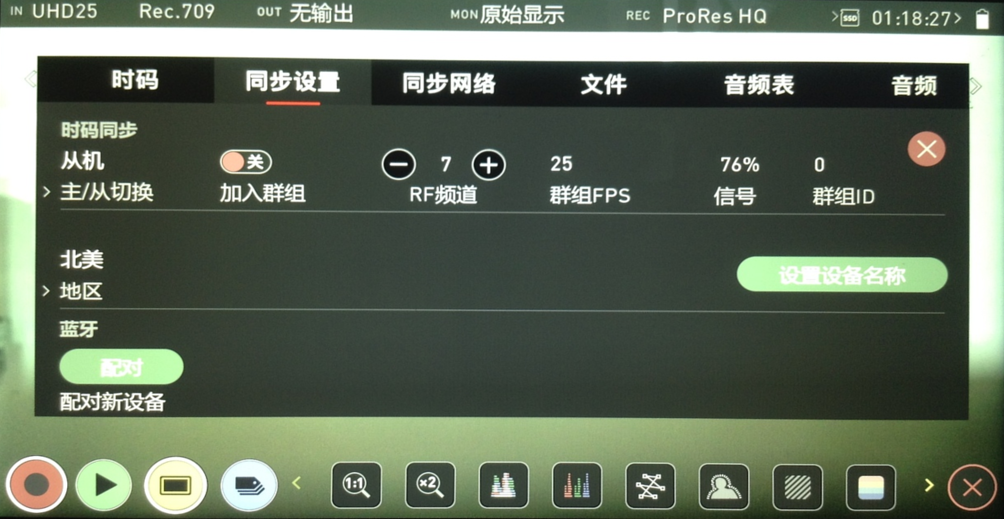 IN UHD25 Rec.709 OUT 无输出 MON原始显示 REC ProRes HQ SSD 01:18:27
时码 同步设置 同步网络 文件 音频表 音频
时码同步
从机 关 7 25 76% 0
主/从切换 加入群组 RF频道 群组FPS 信号 群组ID
北美 设置设备名称
地区
蓝牙
配对
配对新设备
1:1 ×2